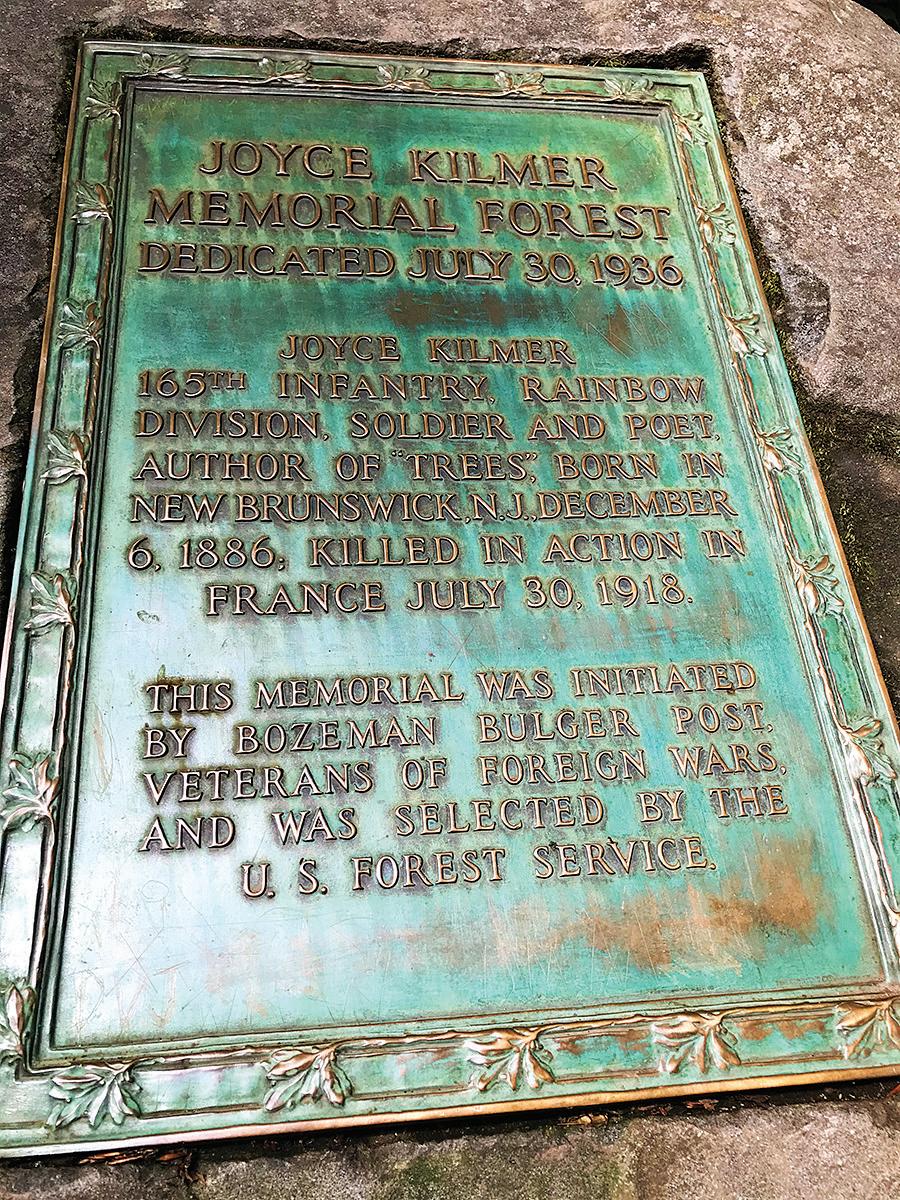 JOYCE KILMER
MEMORIAL FOREST
DEDICATED JULY 30, 1936
JOYCE KILMER
165TH INFANTRY, RAINBOW
DIVISION, SOLDIER AND POET,
AUTHOR OF "TREES", BORN IN
NEW BRUNSWICK, N.J., DECEMBER
6, 1886; KILLED IN ACTION IN
FRANCE JULY 30, 1918.
THIS MEMORIAL WAS INITIATED
BY BOZEMAN BULGER POST,
VETERANS OF FOREIGN WARS,
AND WAS SELECTED BY THE
U. S. FOREST SERVICE.